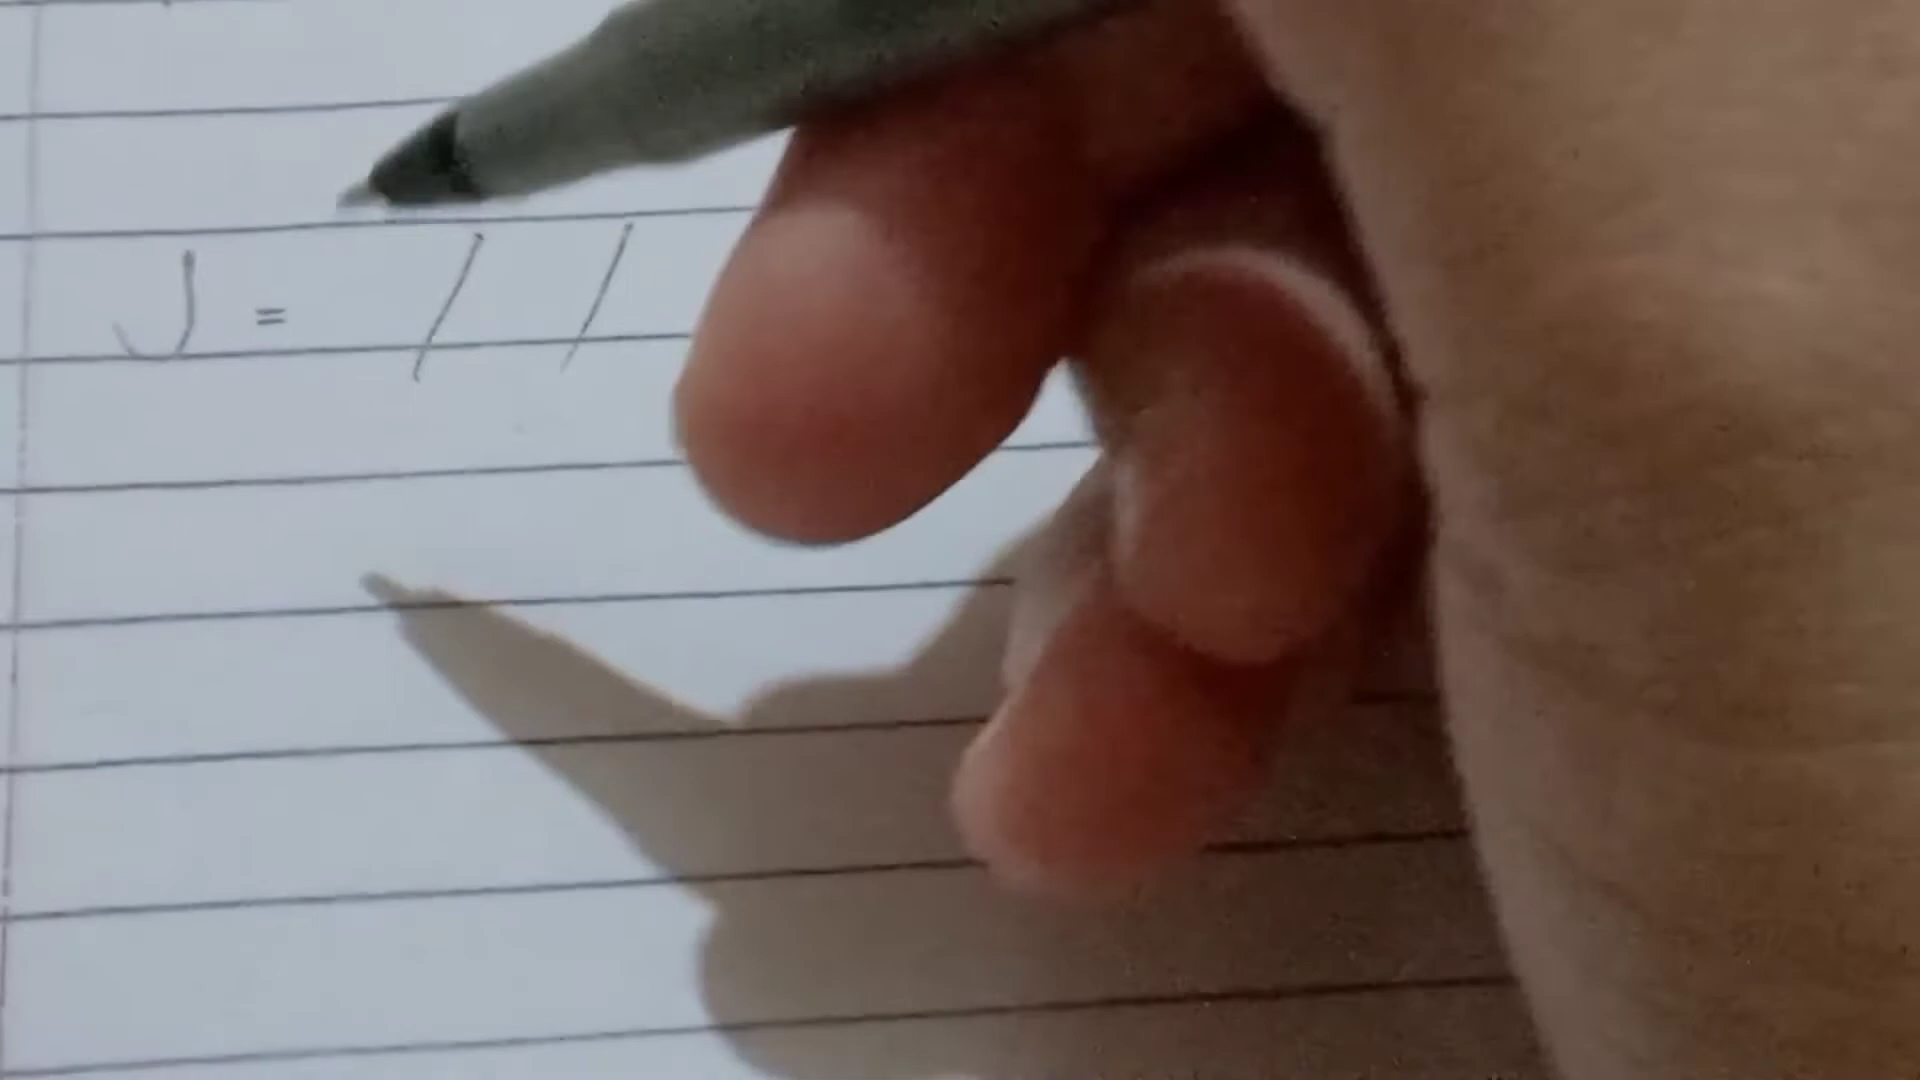 J = / /